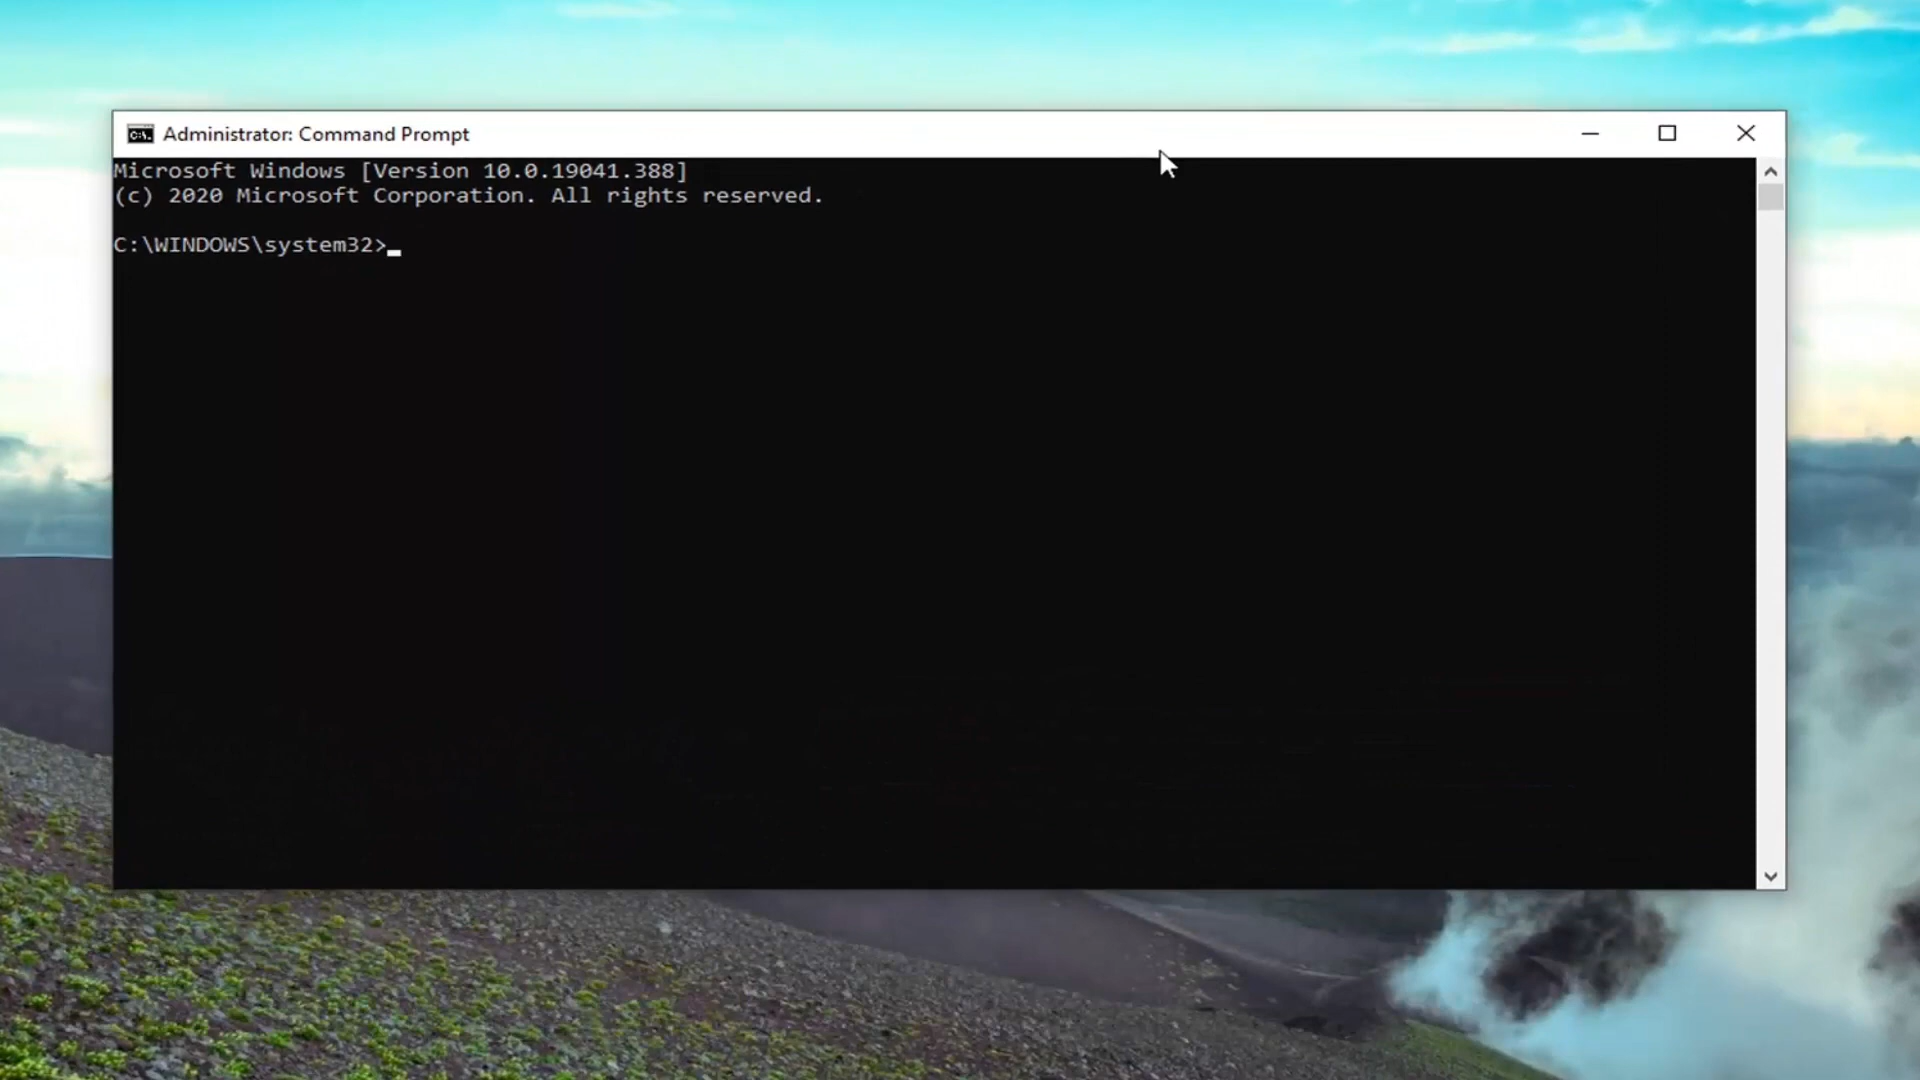 Administrator: Command Prompt
Microsoft Windows [Version 10.0.19041.388]
(c) 2020 Microsoft Corporation. All rights reserved.
C:\WINDOWS\system32>